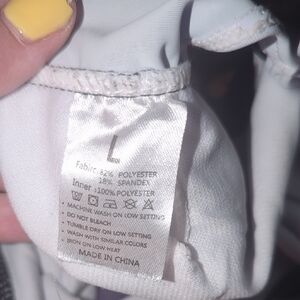 L
Fabric: 82% POLYESTER
18% SPANDEX
Inner :100% POLYESTER
• MACHINE WASH ON LOW SETTING
• DO NOT BLEACH
• TUMBLE DRY ON LOW SETTING
• WASH WITH SIMILAR COLORS
• IRON ON LOW HEAT
MADE IN CHINA